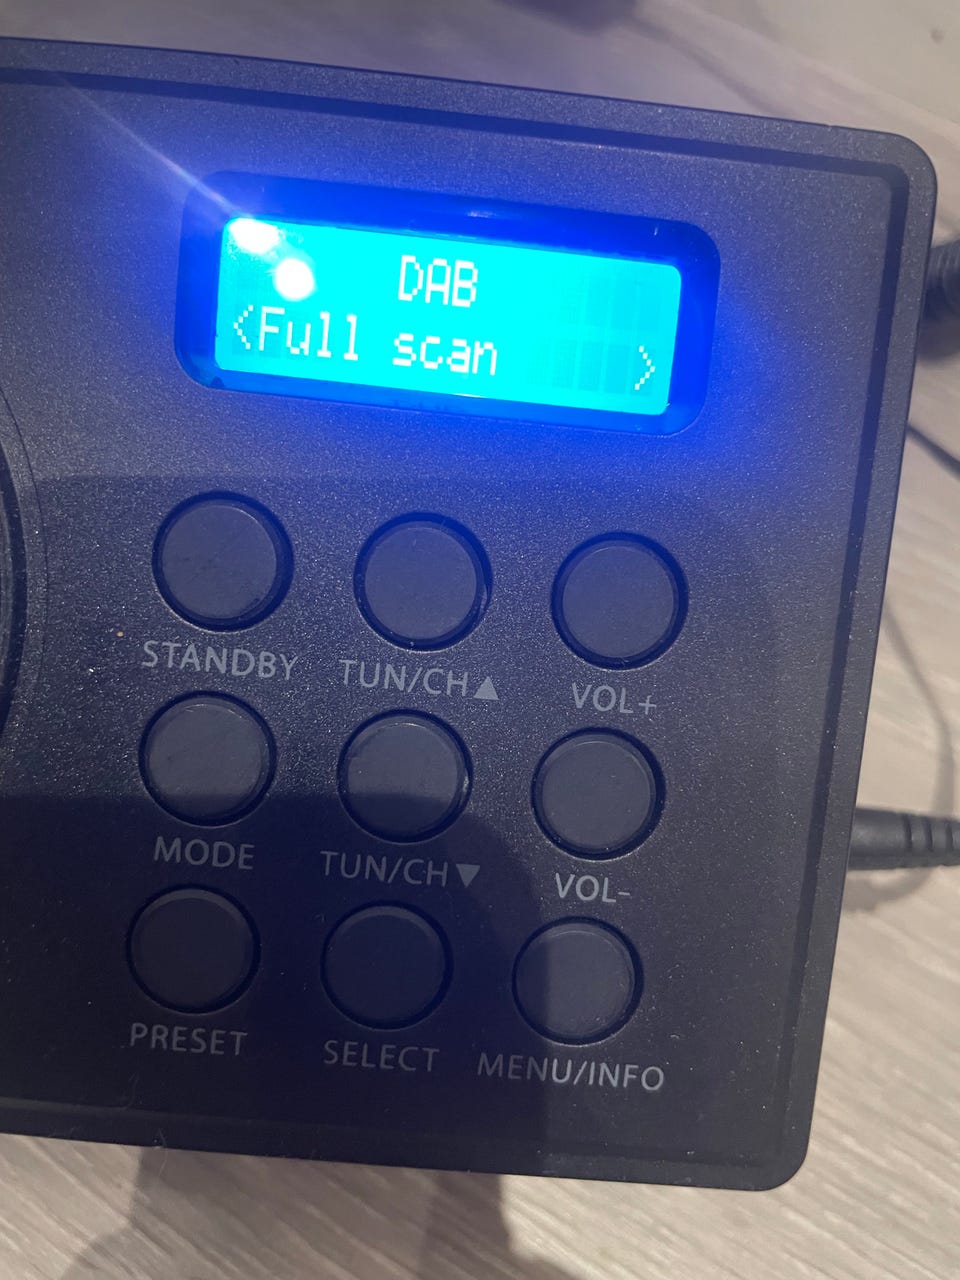 DAB
<Full scan >
STANDBY TUN/CH▲ VOL+
MODE TUN/CH▼ VOL-
PRESET SELECT MENU/INFO